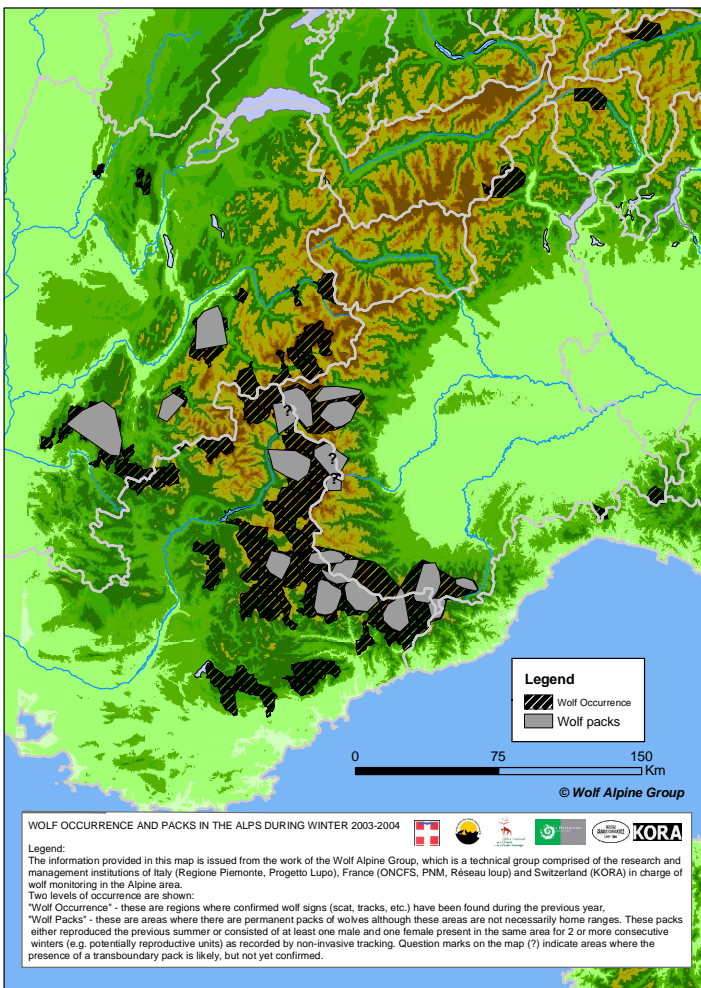 ?
?
?
Legend
Wolf Occurrence
Wolf packs
0 75 150
Km
© Wolf Alpine Group
WOLF OCCURRENCE AND PACKS IN THE ALPS DURING WINTER 2003-2004
KORA
Legend:
The information provided in this map is issued from the work of the Wolf Alpine Group, which is a technical group comprised of the research and
management institutions of Italy (Regione Piemonte, Progetto Lupo), France (ONCFS, PNM, Réseau loup) and Switzerland (KORA) in charge of
wolf monitoring in the Alpine area.
Two levels of occurrence are shown:
"Wolf Occurrence" - these are regions where confirmed wolf signs (scat, tracks, etc.) have been found during the previous year,
"Wolf Packs" - these are areas where there are permanent packs of wolves although these areas are not necessarily home ranges. These packs
either reproduced the previous summer or consisted of at least one male and one female present in the same area for 2 or more consecutive
winters (e.g. potentially reproductive units) as recorded by non-invasive tracking. Question marks on the map (?) indicate areas where the
presence of a transboundary pack is likely, but not yet confirmed.